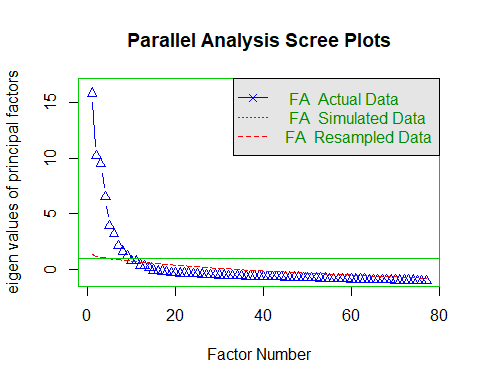 Parallel Analysis Scree Plots
eigen values of principal factors
15
10
5
0
FA Actual Data
FA Simulated Data
FA Resampled Data
0 20 40 60 80
Factor Number